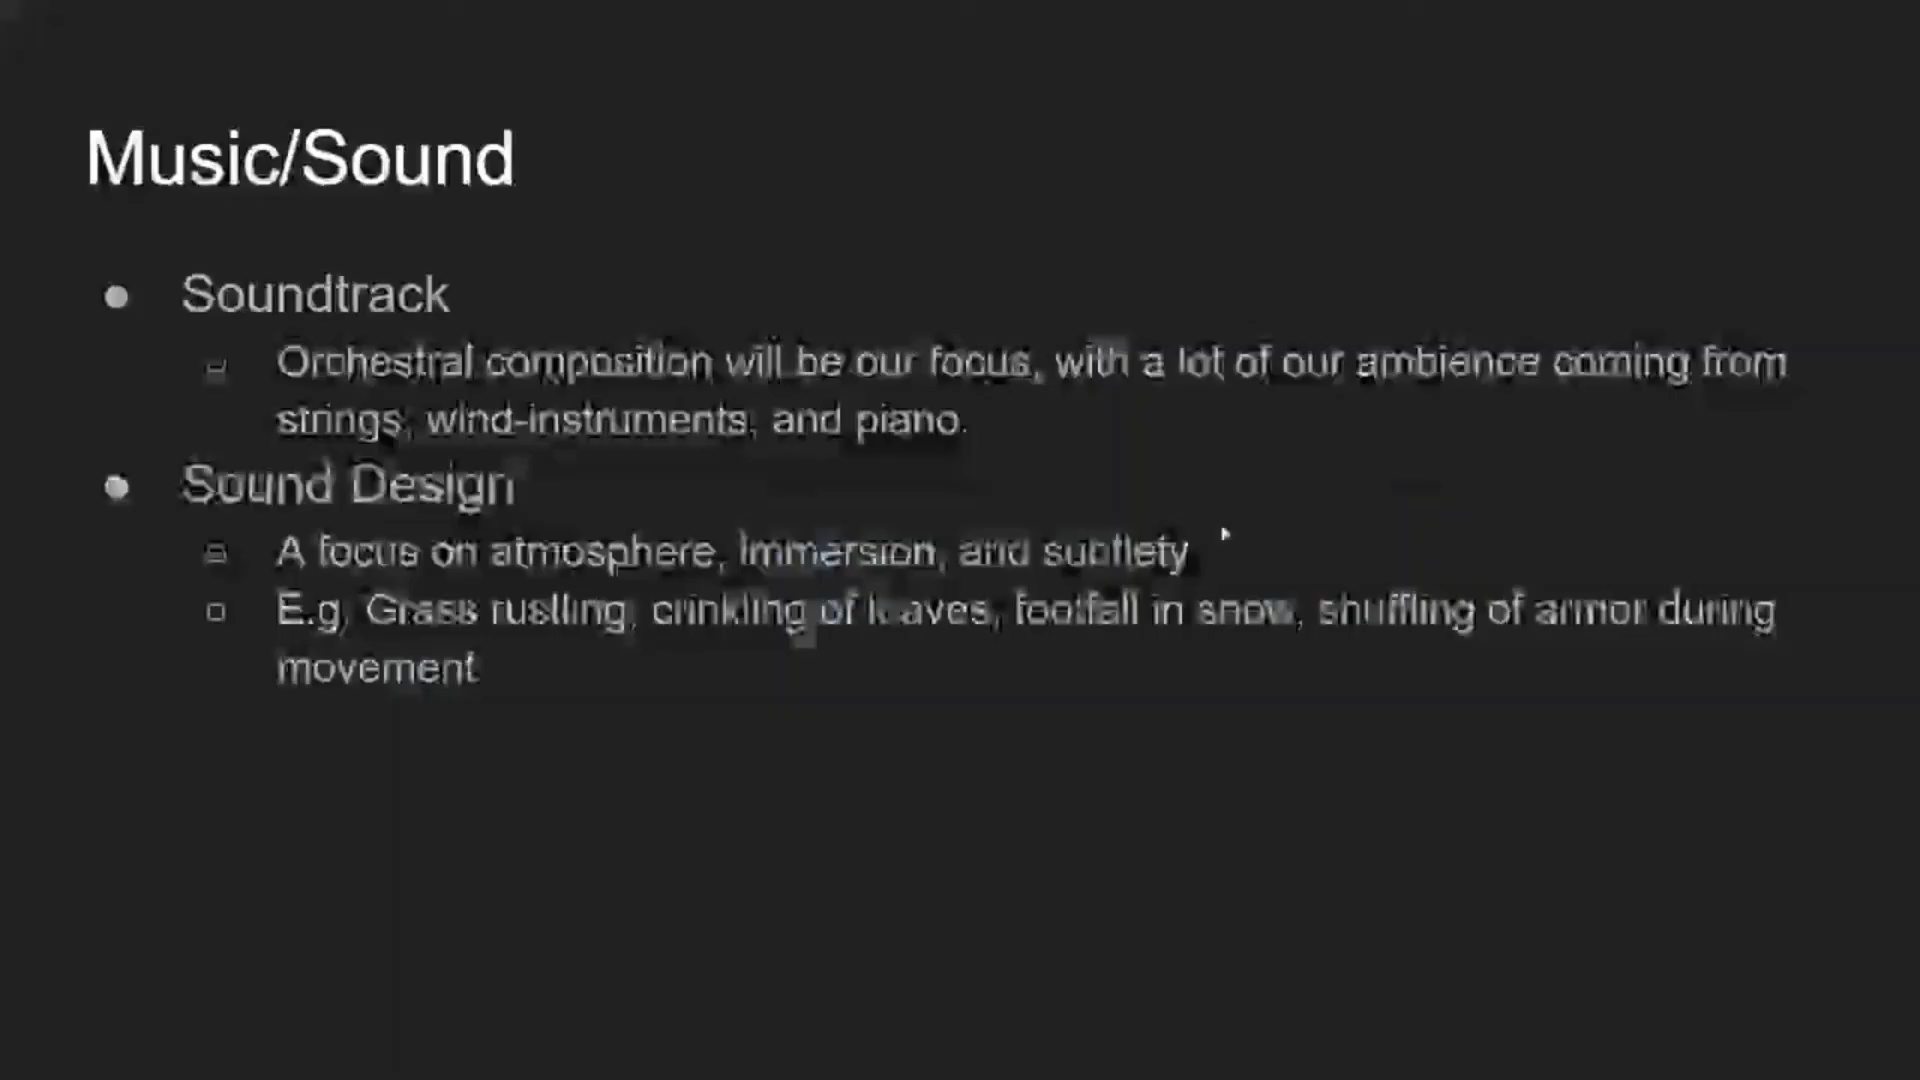 Music/Sound
Soundtrack
Orchestral composition will be our focus, with a lot of our ambience coming from
strings, wind-instruments, and piano.
Sound Design
A focus on atmosphere, immersion, and subtlety
E.g, Grass rustling, crinkling of leaves, footfall in snow, shuffling of armor during
movement